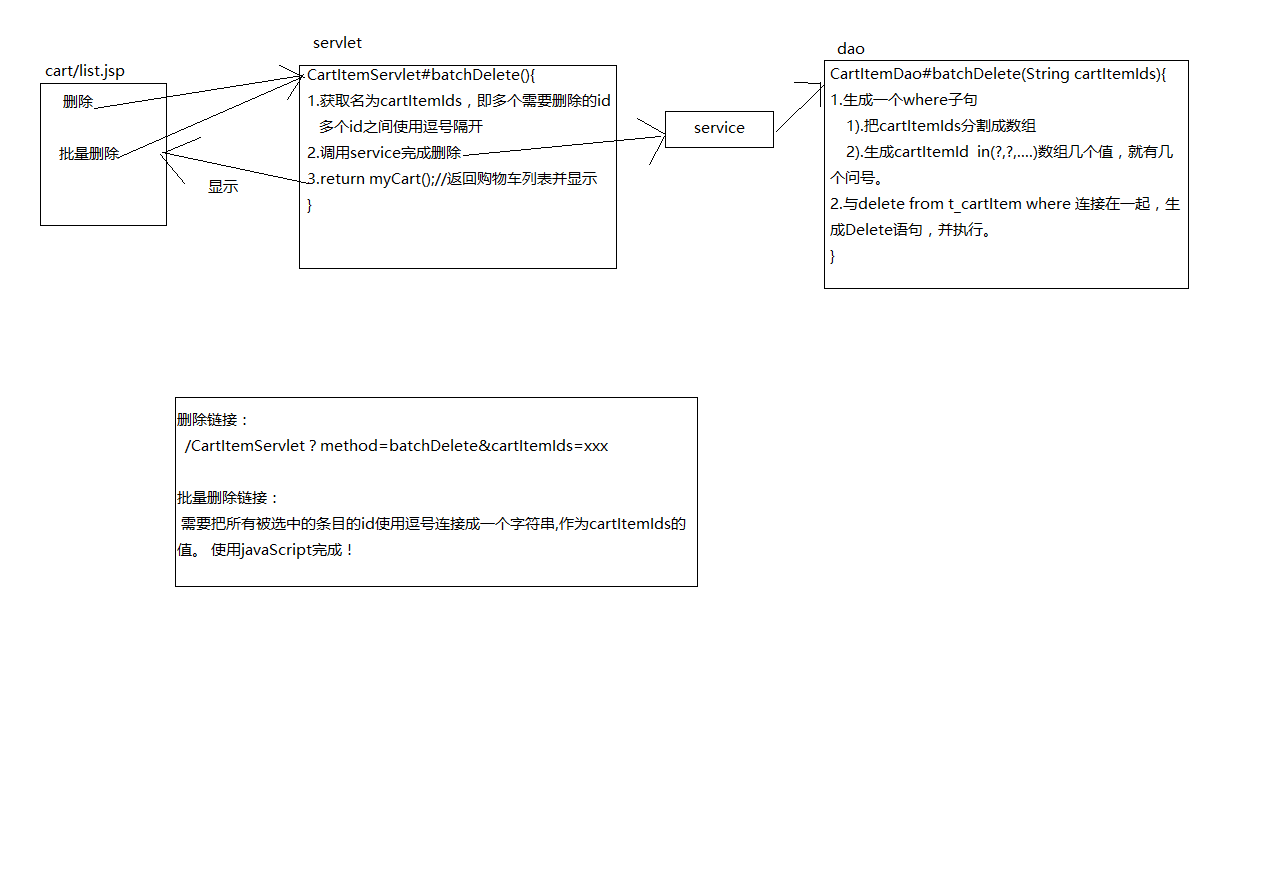 cart/list.jsp
删除
批量删除
显示
servlet
CartItemServlet#batchDelete(){
1.获取名为cartItemIds，即多个需要删除的id
多个id之间使用逗号隔开
2.调用service完成删除
3.return myCart();//返回购物车列表并显示
}
service
dao
CartItemDao#batchDelete(String cartItemIds){
1.生成一个where子句
1).把cartItemIds分割成数组
2).生成cartItemId  in(?,?,....)数组几个值，就有几
个问号。
2.与delete from t_cartItem where 连接在一起，生
成Delete语句，并执行。
}
删除链接：
/CartItemServlet？method=batchDelete&cartItemIds=xxx
批量删除链接：
需要把所有被选中的条目的id使用逗号连接成一个字符串,作为cartItemIds的
值。 使用javaScript完成！